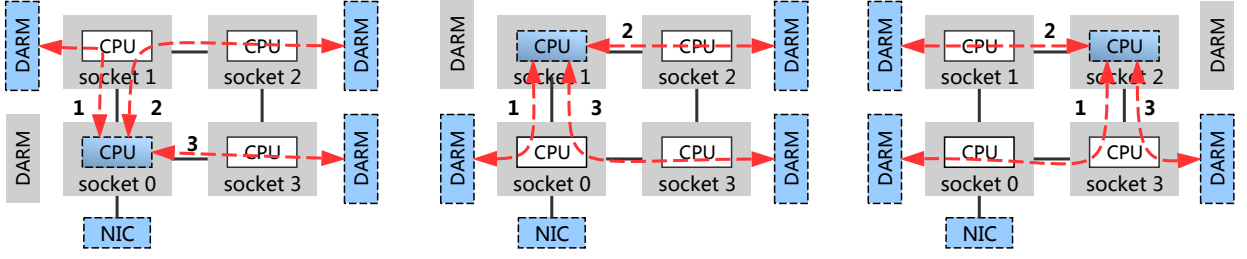 DARM CPU CPU DARM
socket 1 socket 2
1 2
DARM CPU 3 CPU DARM
socket 0 socket 3
NIC
DARM CPU 2 CPU DARM
socket 1 socket 2
1 3
DARM CPU CPU DARM
socket 0 socket 3
NIC
DARM CPU 2 CPU DARM
socket 1 socket 2
1 3
DARM CPU CPU DARM
socket 0 socket 3
NIC